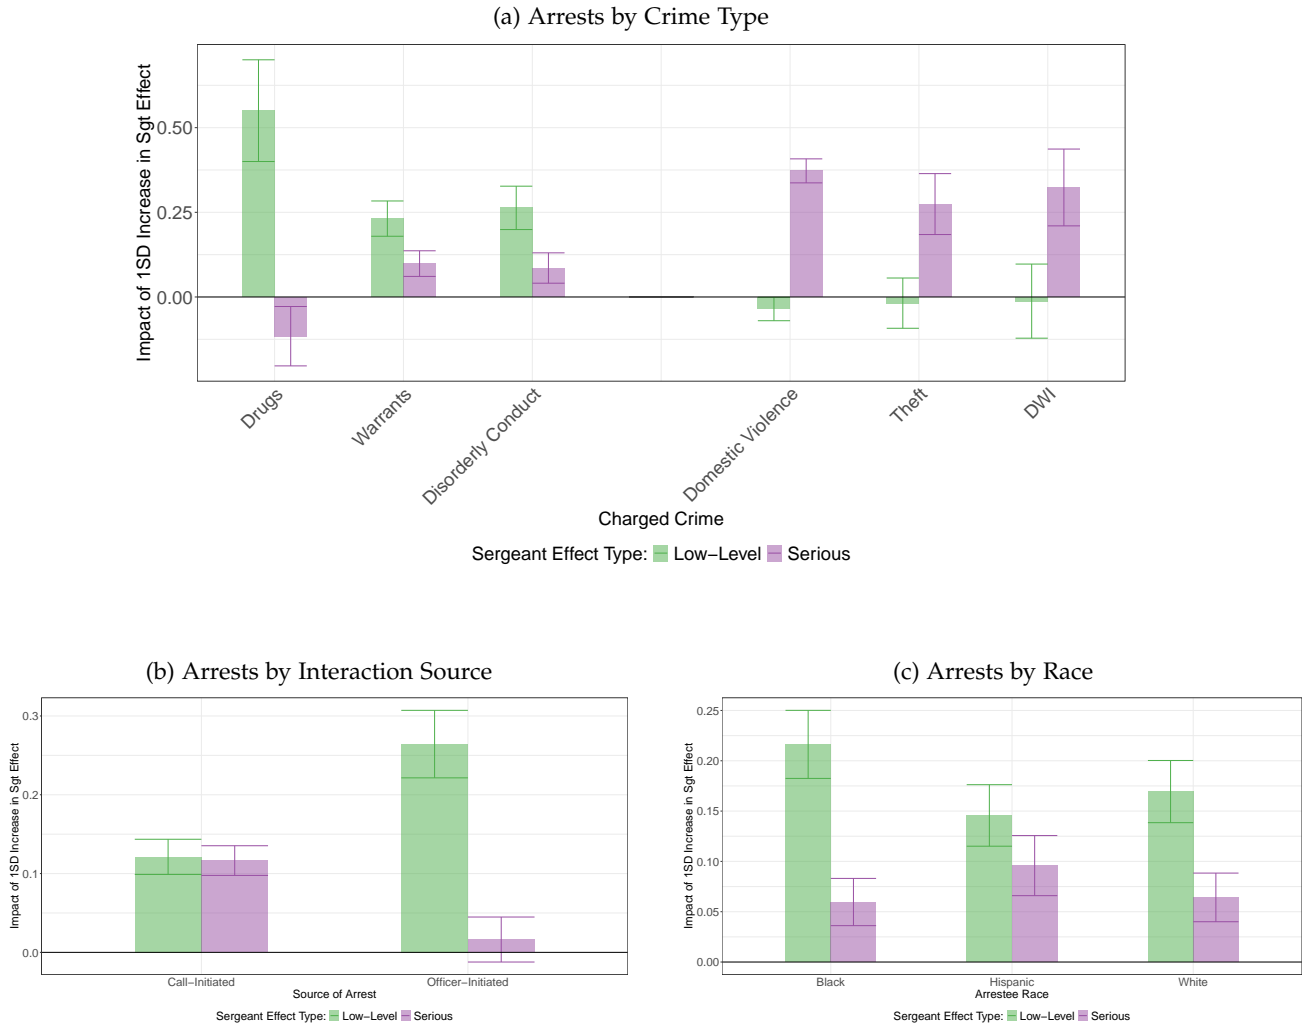 (a) Arrests by Crime Type
Impact of 1SD Increase in Sgt Effect
0.50
0.25
0.00
Drugs
Warrants
Disorderly Conduct
Domestic Violence
Theft
DWI
Charged Crime
Sergeant Effect Type: Low−Level Serious
(b) Arrests by Interaction Source
Impact of 1SD Increase in Sgt Effect
0.3
0.2
0.1
0.0
Call−Initiated Officer−Initiated
Source of Arrest
Sergeant Effect Type: Low−Level Serious
(c) Arrests by Race
Impact of 1SD Increase in Sgt Effect
0.25
0.20
0.15
0.10
0.05
0.00
Black Hispanic White
Arrestee Race
Sergeant Effect Type: Low−Level Serious